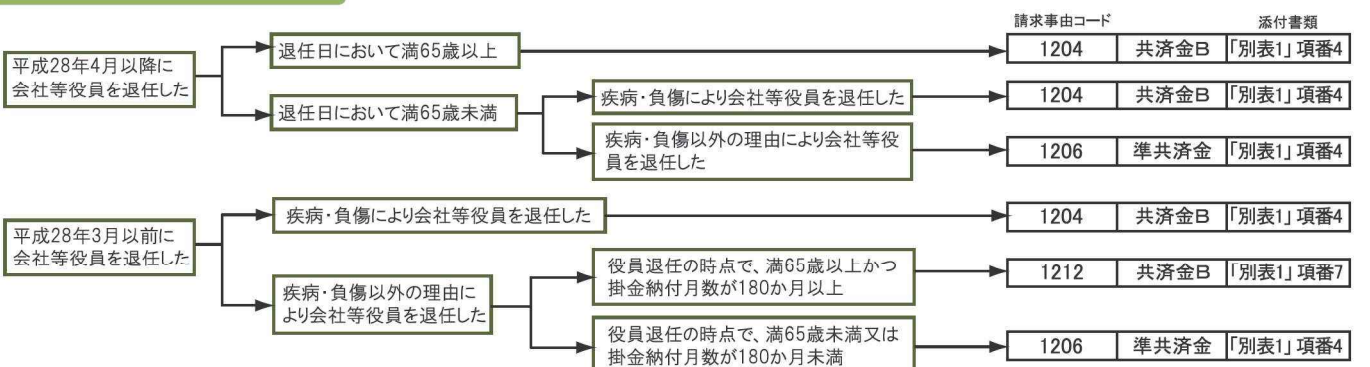 請求事由コード 添付書類
平成28年4月以降に
会社等役員を退任した
退任日において満65歳以上
1204 共済金B 「別表1」項番4
退任日において満65歳未満
疾病・負傷により会社等役員を退任した
1204 共済金B 「別表1」項番4
疾病・負傷以外の理由により会社等役
員を退任した
1206 準共済金 「別表1」項番4
平成28年3月以前に
会社等役員を退任した
疾病・負傷により会社等役員を退任した
1204 共済金B 「別表1」項番4
疾病・負傷以外の理由に
より会社等役員を退任した
役員退任の時点で、満65歳以上かつ
掛金納付月数が180か月以上
1212 共済金B 「別表1」項番7
役員退任の時点で、満65歳未満又は
掛金納付月数が180か月未満
1206 準共済金 「別表1」項番4